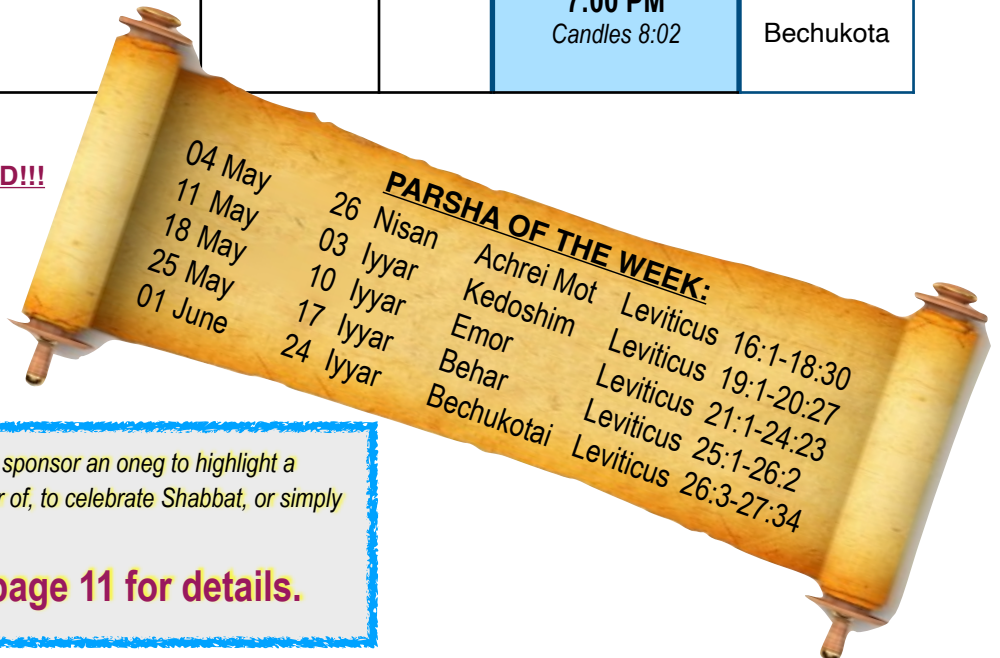 7:00 PM
Candles 8:02
Bechukota
D!!!
PARSHA OF THE WEEK:
04 May 26 Nisan Achrei Mot Leviticus 16:1-18:30
11 May 03 Iyyar Kedoshim Leviticus 19:1-20:27
18 May 10 Iyyar Emor Leviticus 21:1-24:23
25 May 17 Iyyar Behar Leviticus 25:1-26:2
01 June 24 Iyyar Bechukotai Leviticus 26:3-27:34
sponsor an oneg to highlight a
of, to celebrate Shabbat, or simply
page 11 for details.